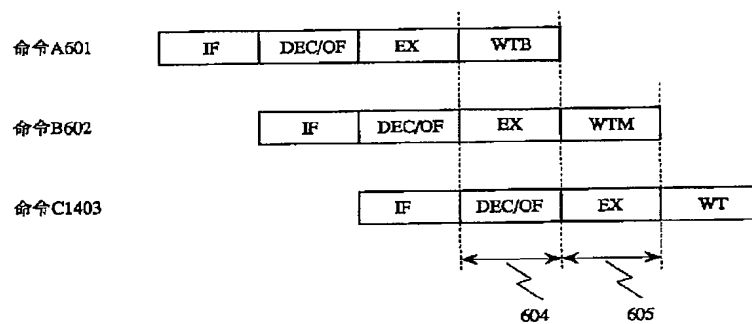 命令A601 IF DEC/OF EX WTB
命令B602 IF DEC/OF EX WTM
命令C1403 IF DEC/OF EX WT
604 605